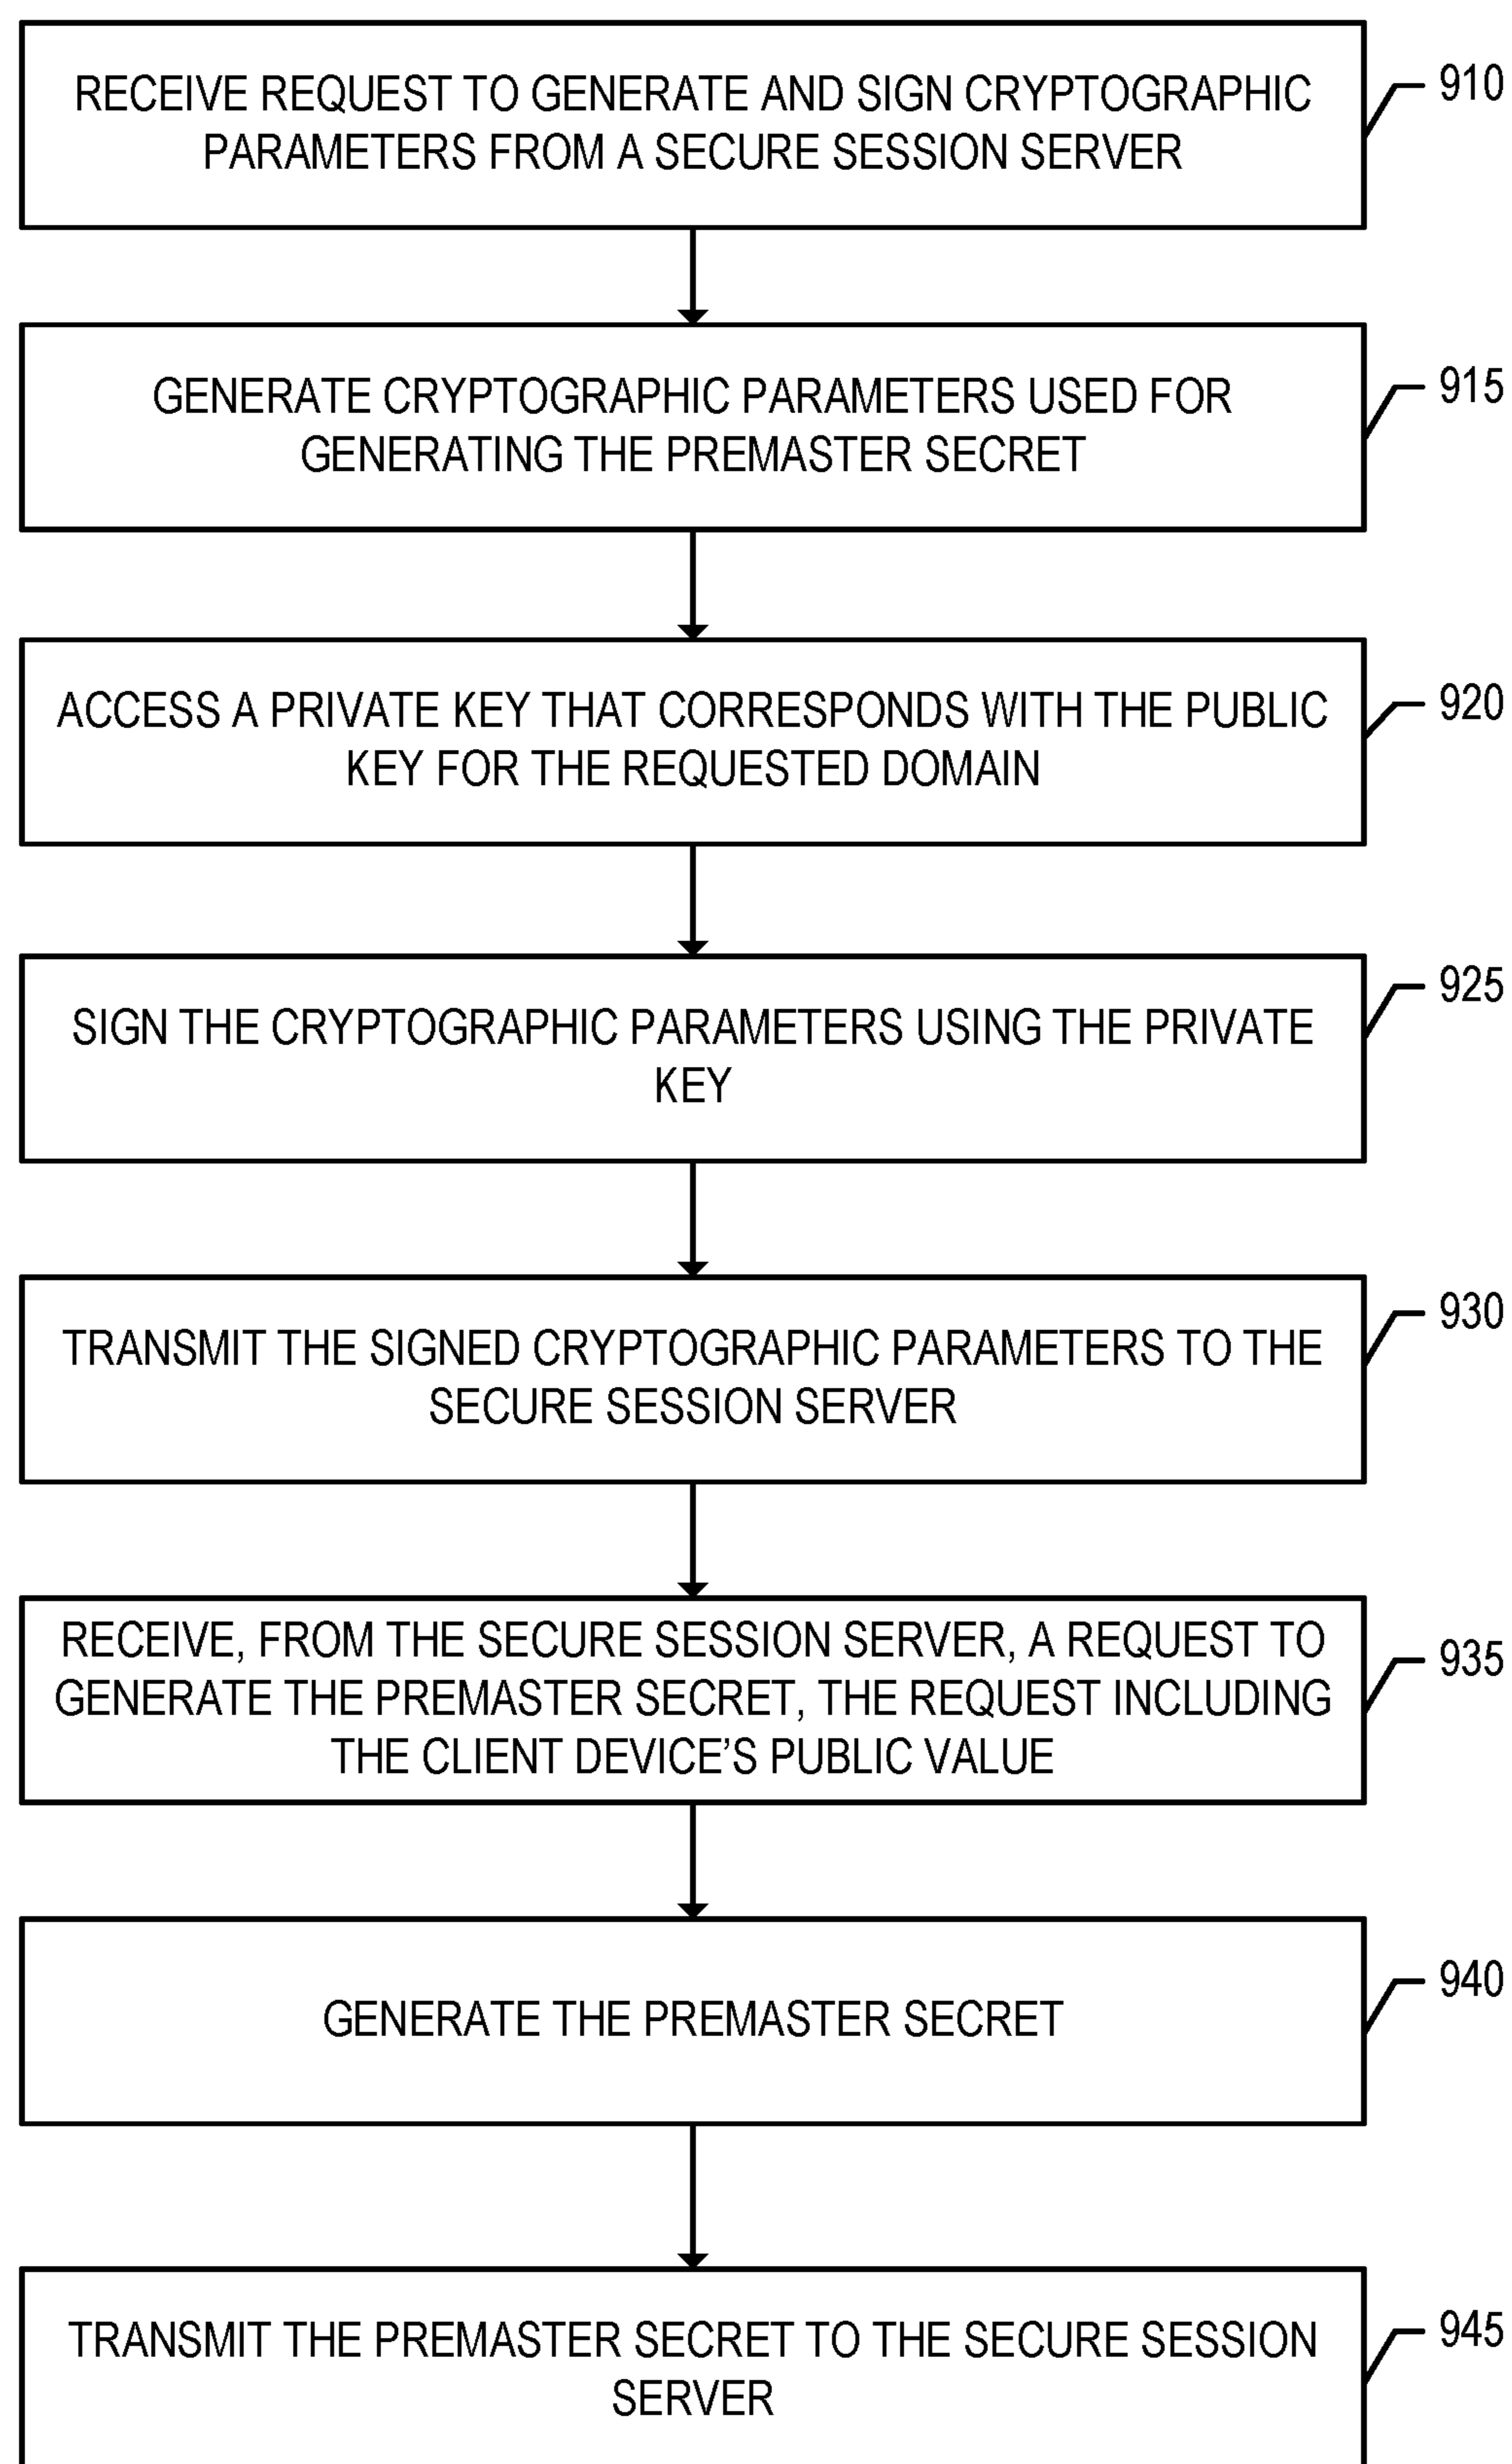 RECEIVE REQUEST TO GENERATE AND SIGN CRYPTOGRAPHIC
PARAMETERS FROM A SECURE SESSION SERVER
910
GENERATE CRYPTOGRAPHIC PARAMETERS USED FOR
GENERATING THE PREMASTER SECRET
915
ACCESS A PRIVATE KEY THAT CORRESPONDS WITH THE PUBLIC
KEY FOR THE REQUESTED DOMAIN
920
SIGN THE CRYPTOGRAPHIC PARAMETERS USING THE PRIVATE
KEY
925
TRANSMIT THE SIGNED CRYPTOGRAPHIC PARAMETERS TO THE
SECURE SESSION SERVER
930
RECEIVE, FROM THE SECURE SESSION SERVER, A REQUEST TO
GENERATE THE PREMASTER SECRET, THE REQUEST INCLUDING
THE CLIENT DEVICE’S PUBLIC VALUE
935
GENERATE THE PREMASTER SECRET
940
TRANSMIT THE PREMASTER SECRET TO THE SECURE SESSION
SERVER
945